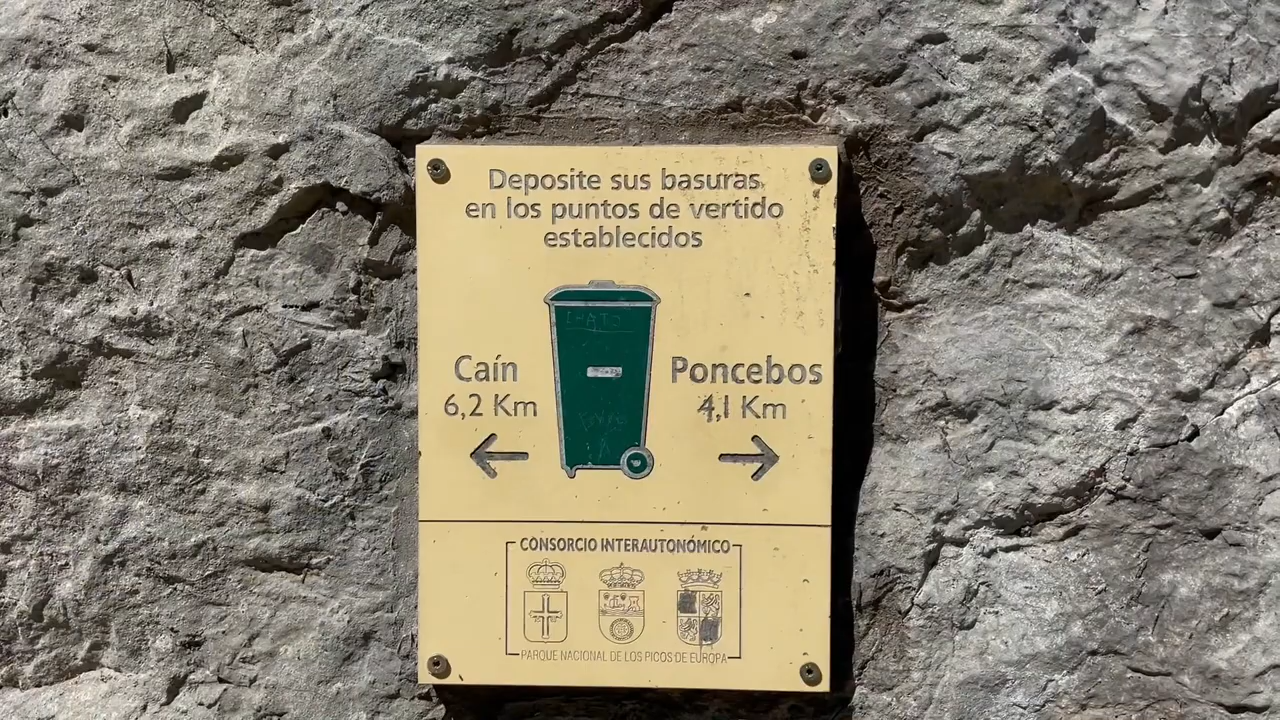 Deposite sus basuras
en los puntos de vertido
establecidos
Caín
6,2 Km
Poncebos
4,1 Km
CONSORCIO INTERAUTONÓMICO
PARQUE NACIONAL DE LOS PICOS DE EUROPA